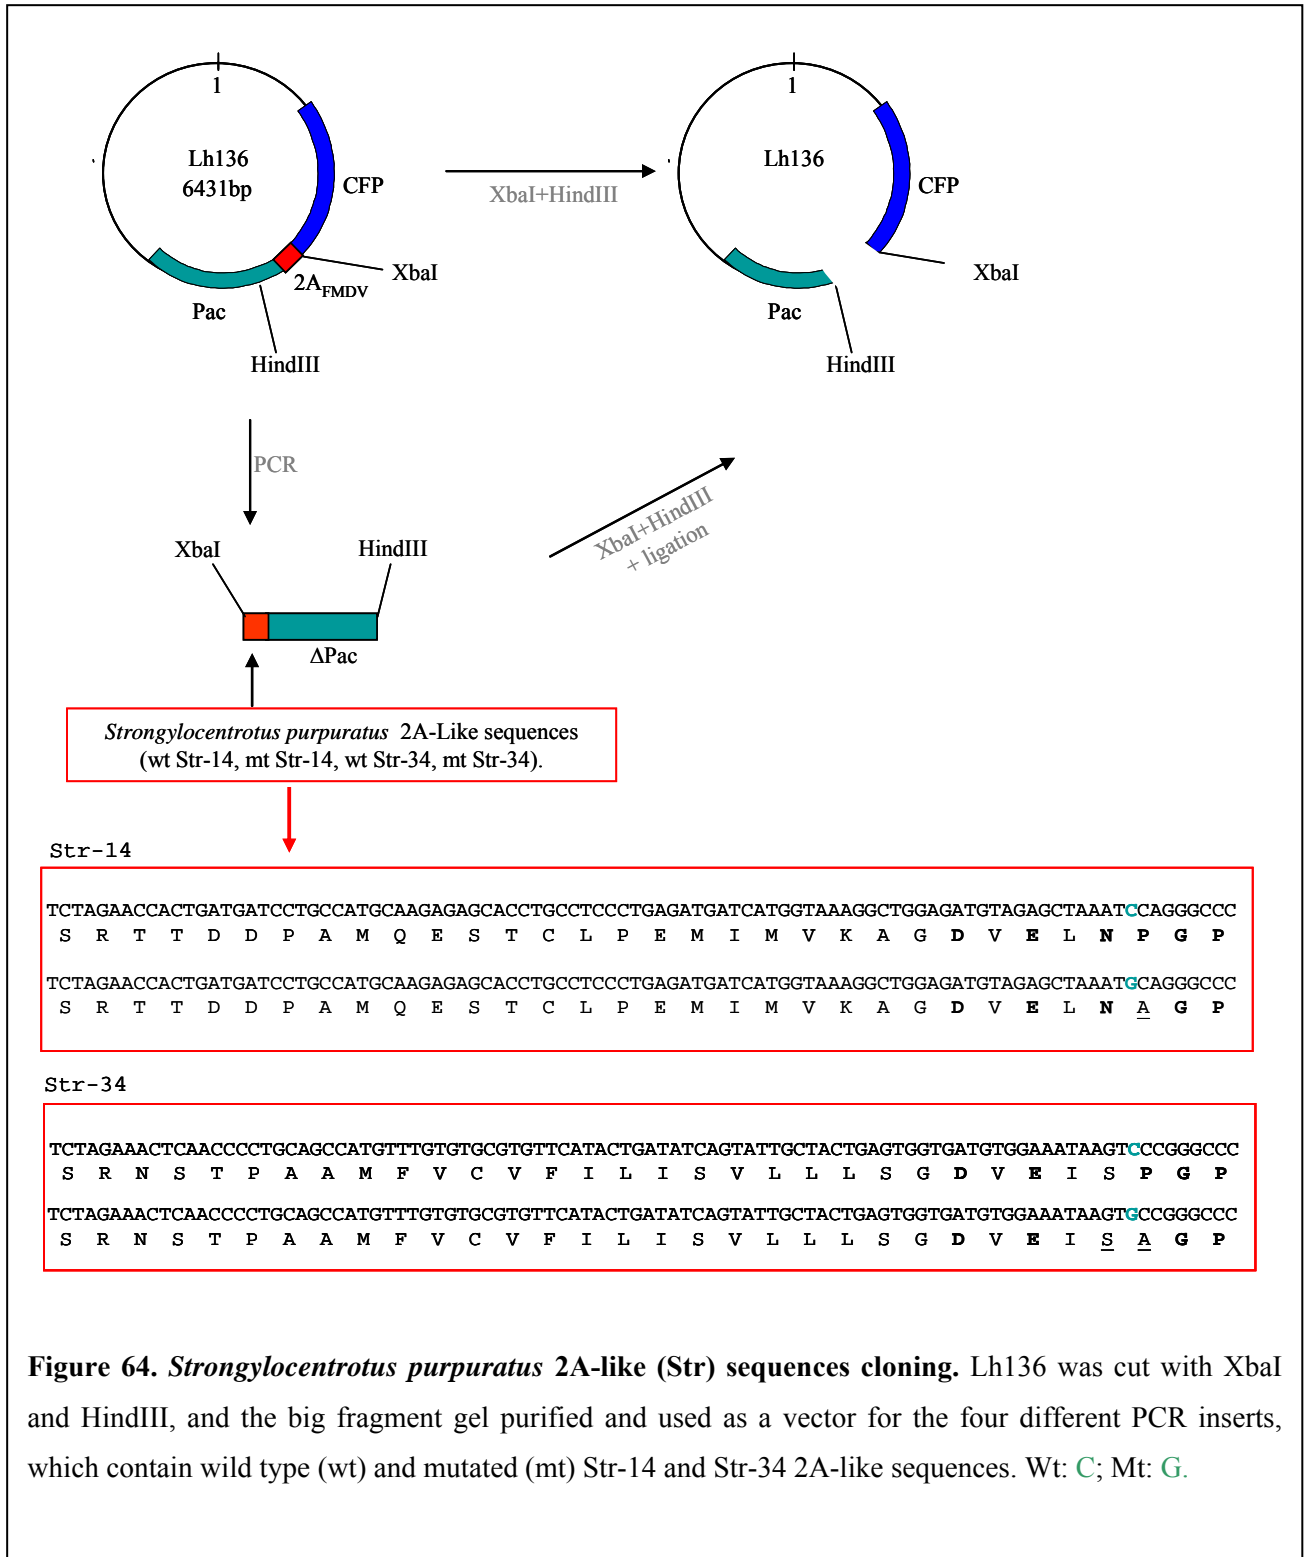 1
Lh136
6431bp
CFP
XbaI
2AFMDV
Pac
HindIII
XbaI+HindIII
1
Lh136
CFP
XbaI
Pac
HindIII
PCR
XbaI
HindIII
ΔPac
XbaI+HindIII
+ ligation
Strongylocentrotus purpuratus 2A-Like sequences
(wt Str-14, mt Str-14, wt Str-34, mt Str-34).
Str-14
TCTAGAACCACTGATGATCCTGCCATGCAAGAGAGCACCTGCCTCCCTGAGATGATCATGGTAAAGGCTGGAGATGTAGAGCTAAATCCAGGGCCC
S R T T D D P A M Q E S T C L P E M I M V K A G D V E L N P G P
TCTAGAACCACTGATGATCCTGCCATGCAAGAGAGCACCTGCCTCCCTGAGATGATCATGGTAAAGGCTGGAGATGTAGAGCTAAATGCAGGGCCC
S R T T D D P A M Q E S T C L P E M I M V K A G D V E L N A G P
Str-34
TCTAGAAACTCAACCCCTGCAGCCATGTTTGTGTGCGTGTTCATACTGATATCAGTATTGCTACTGAGTGGTGATGTGGAAATAAGTCCCGGGCCC
S R N S T P A A M F V C V F I L I S V L L L S G D V E I S P G P
TCTAGAAACTCAACCCCTGCAGCCATGTTTGTGTGCGTGTTCATACTGATATCAGTATTGCTACTGAGTGGTGATGTGGAAATAAGTGCCGGGCCC
S R N S T P A A M F V C V F I L I S V L L L S G D V E I S A G P
Figure 64. Strongylocentrotus purpuratus 2A-like (Str) sequences cloning. Lh136 was cut with XbaI
and HindIII, and the big fragment gel purified and used as a vector for the four different PCR inserts,
which contain wild type (wt) and mutated (mt) Str-14 and Str-34 2A-like sequences. Wt: C; Mt: G.